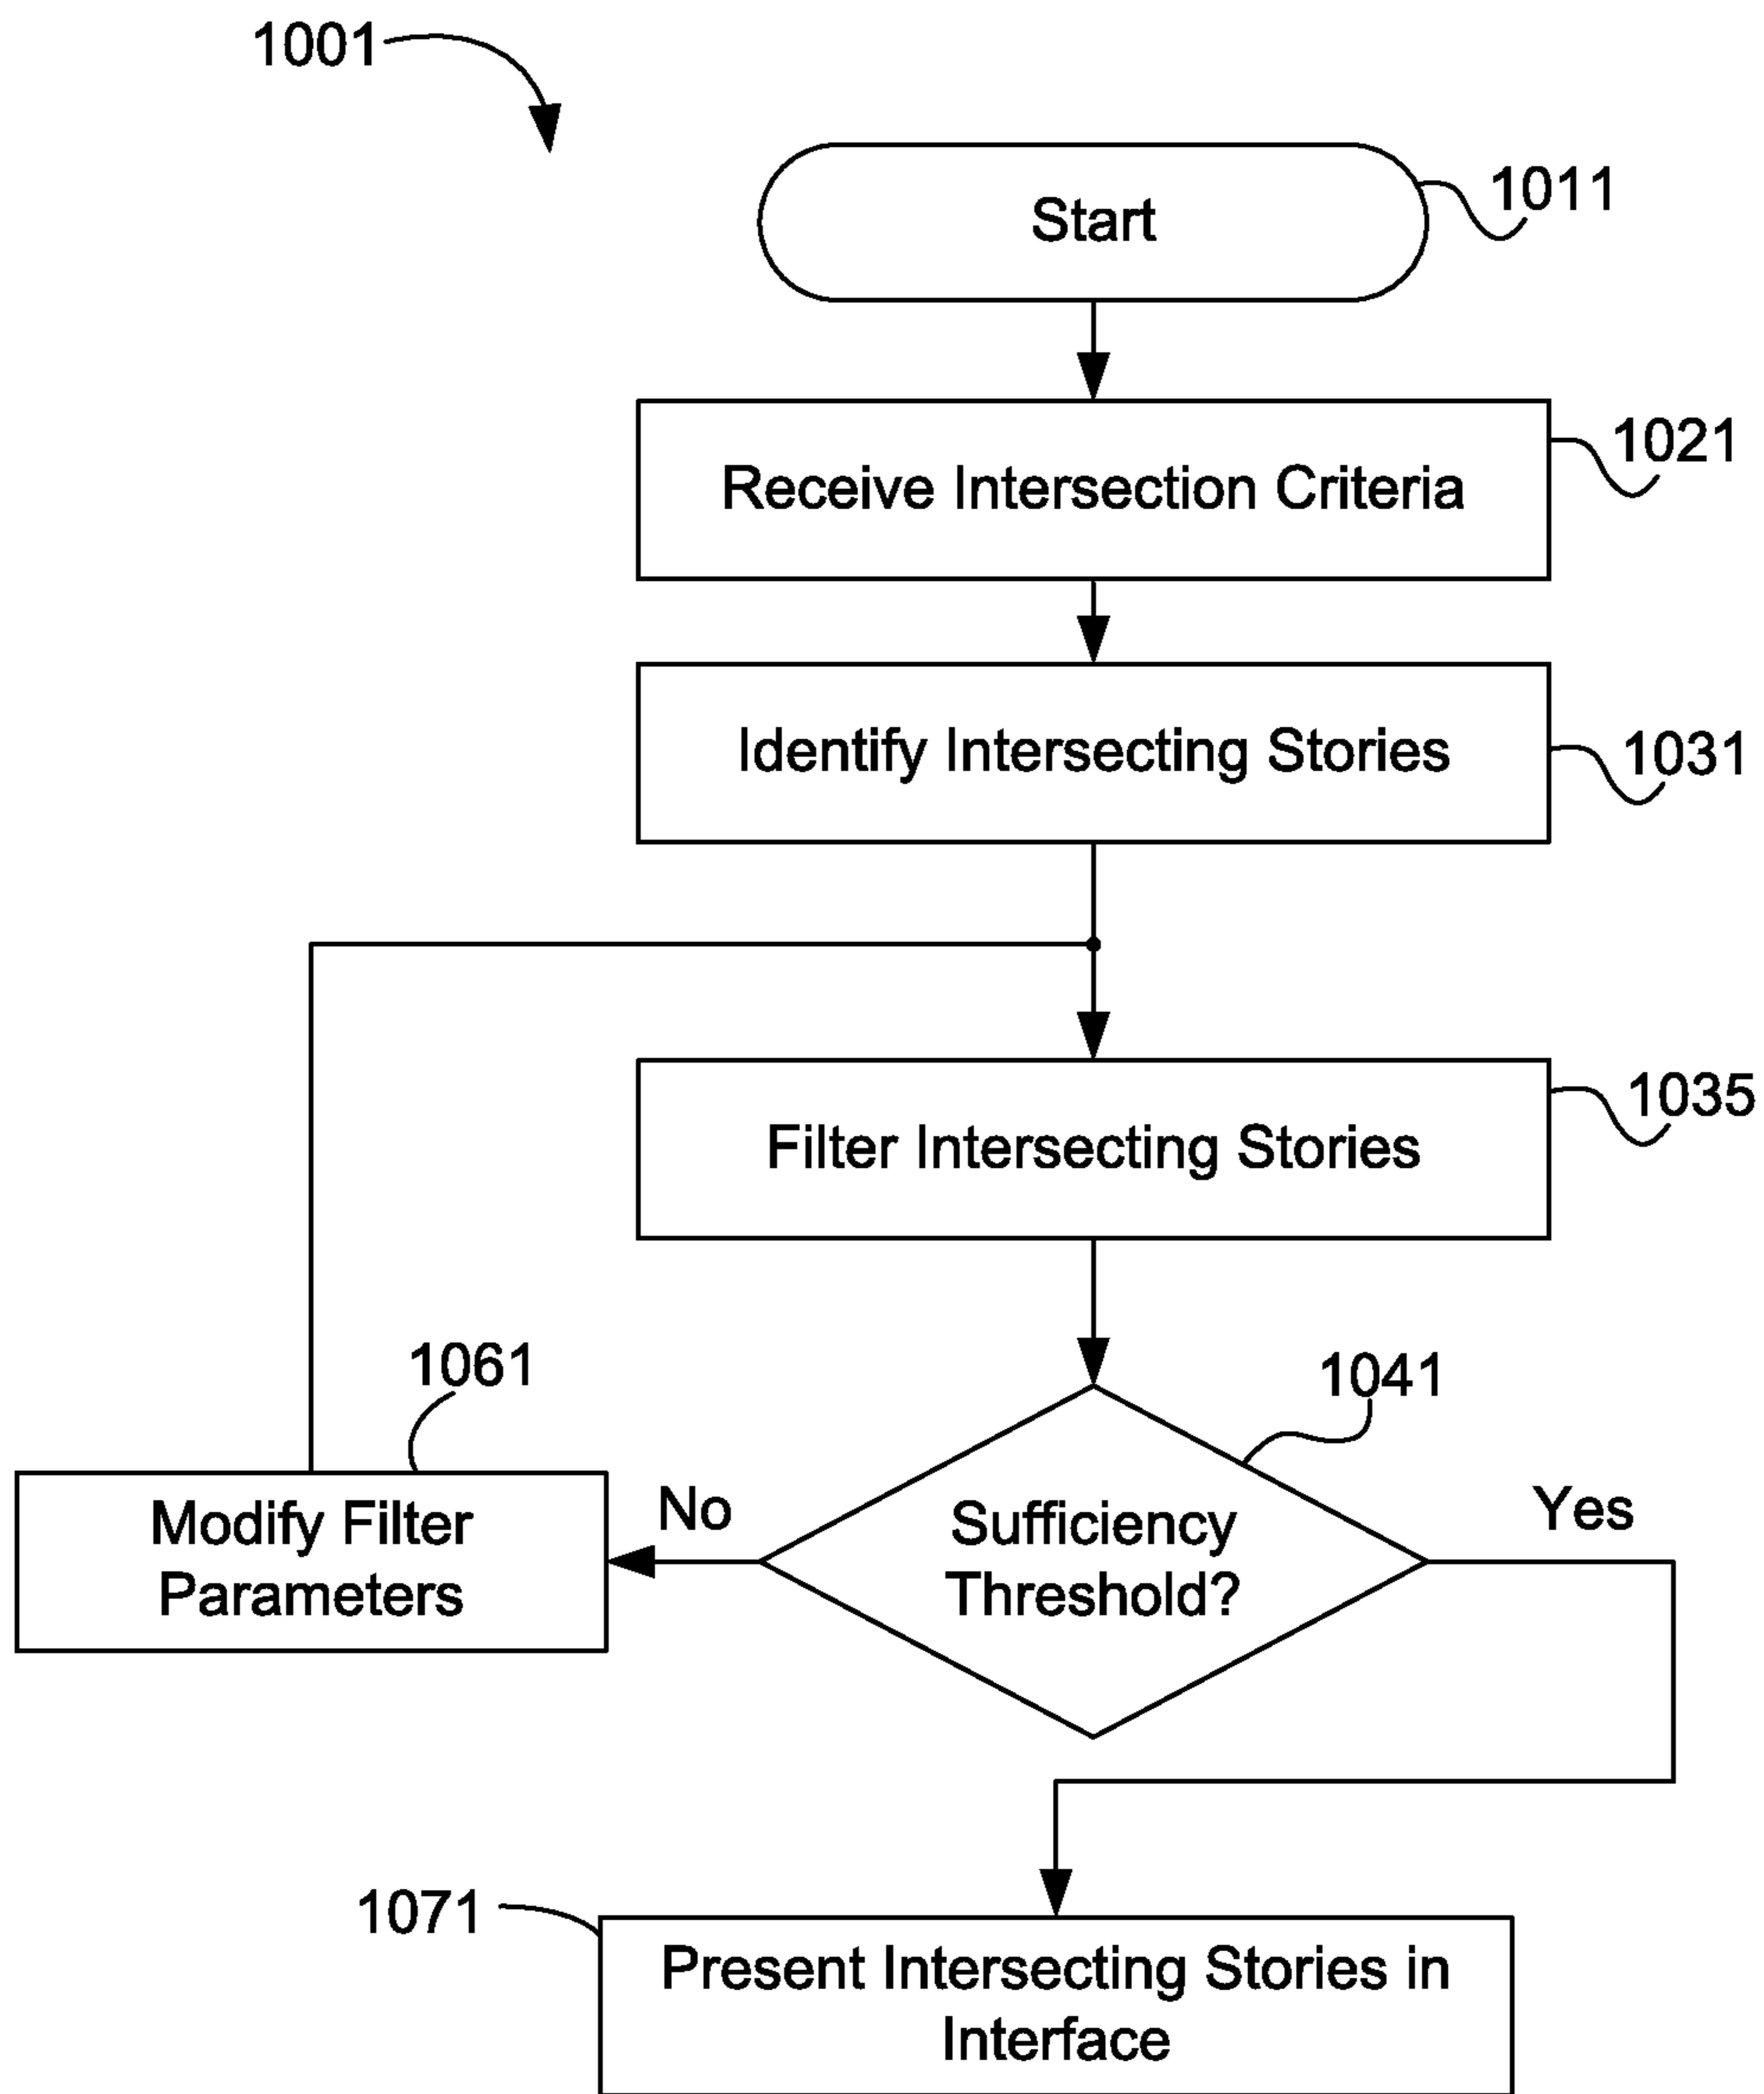 1001
Start
1011
Receive Intersection Criteria
1021
Identify Intersecting Stories
1031
Filter Intersecting Stories
1035
1061
1041
Modify Filter
Parameters
No
Sufficiency
Threshold?
Yes
1071
Present Intersecting Stories in
Interface